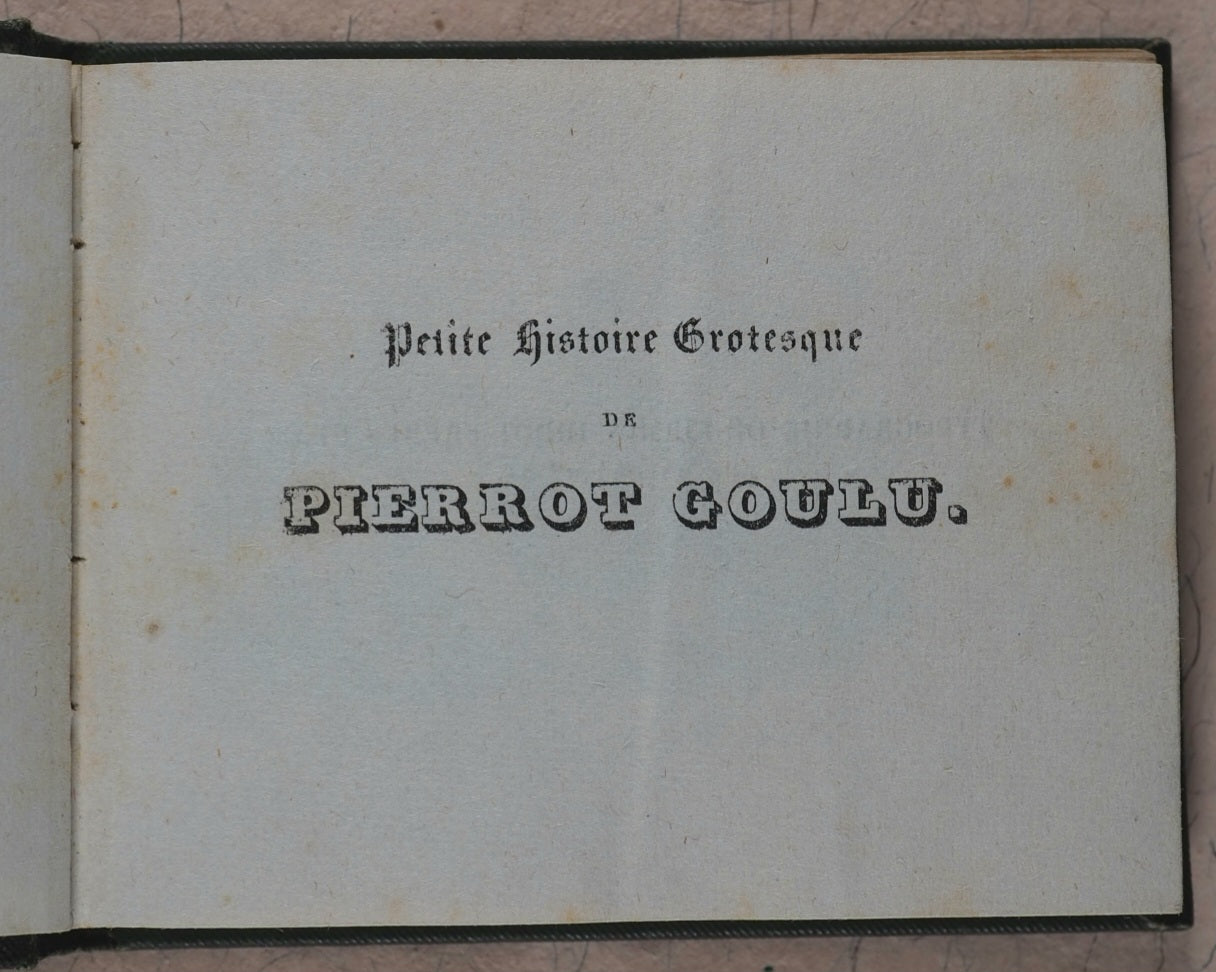 Petite Histoire Grotesque
DE
PIERROT GOULU.